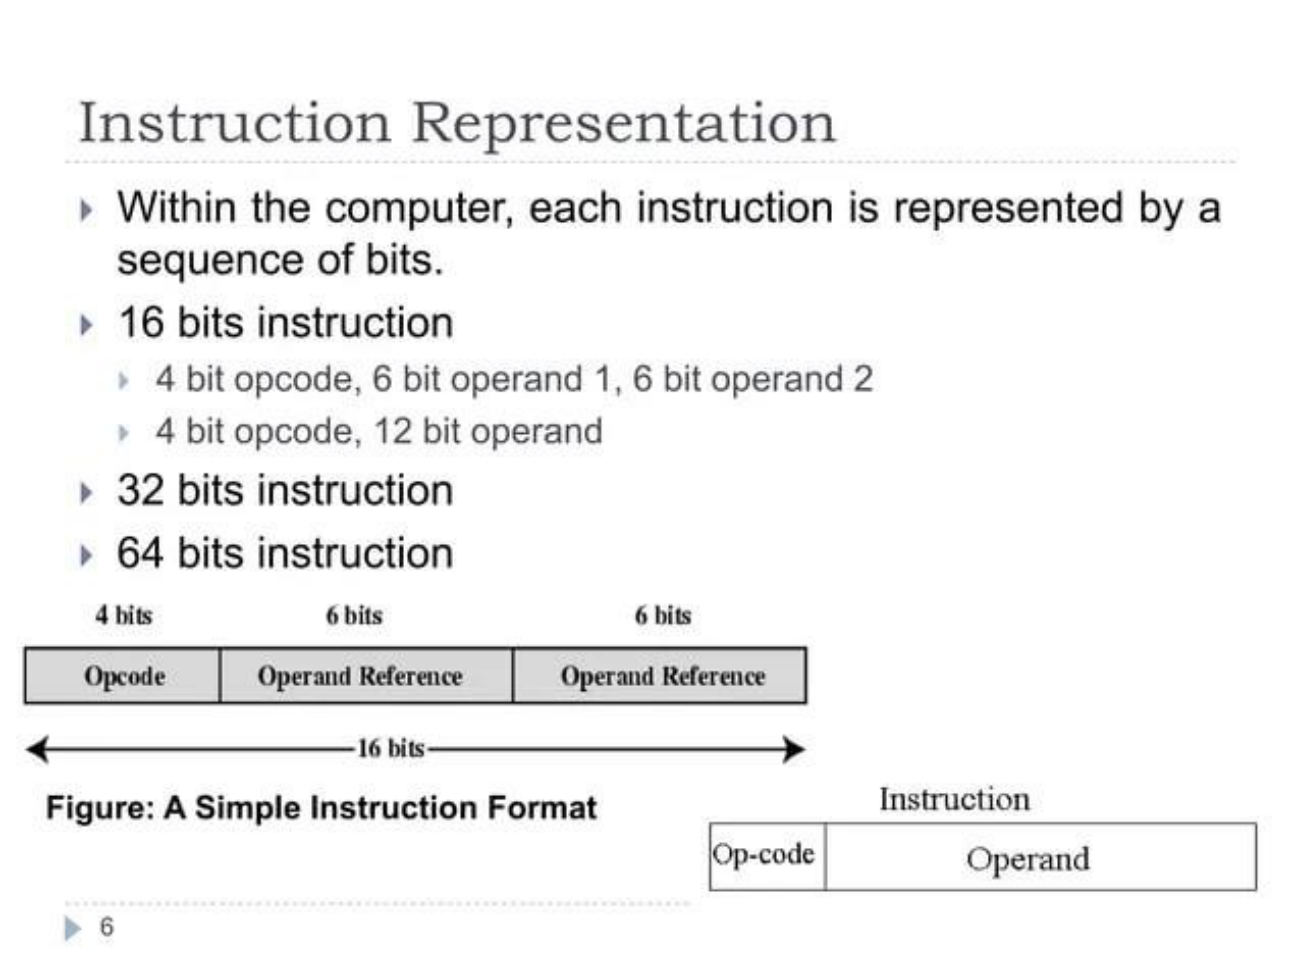 Instruction Representation
Within the computer, each instruction is represented by a
sequence of bits.
16 bits instruction
4 bit opcode, 6 bit operand 1, 6 bit operand 2
4 bit opcode, 12 bit operand
32 bits instruction
64 bits instruction
4 bits 6 bits 6 bits
Opcode Operand Reference Operand Reference
16 bits
Figure: A Simple Instruction Format
Instruction
Op-code Operand
6